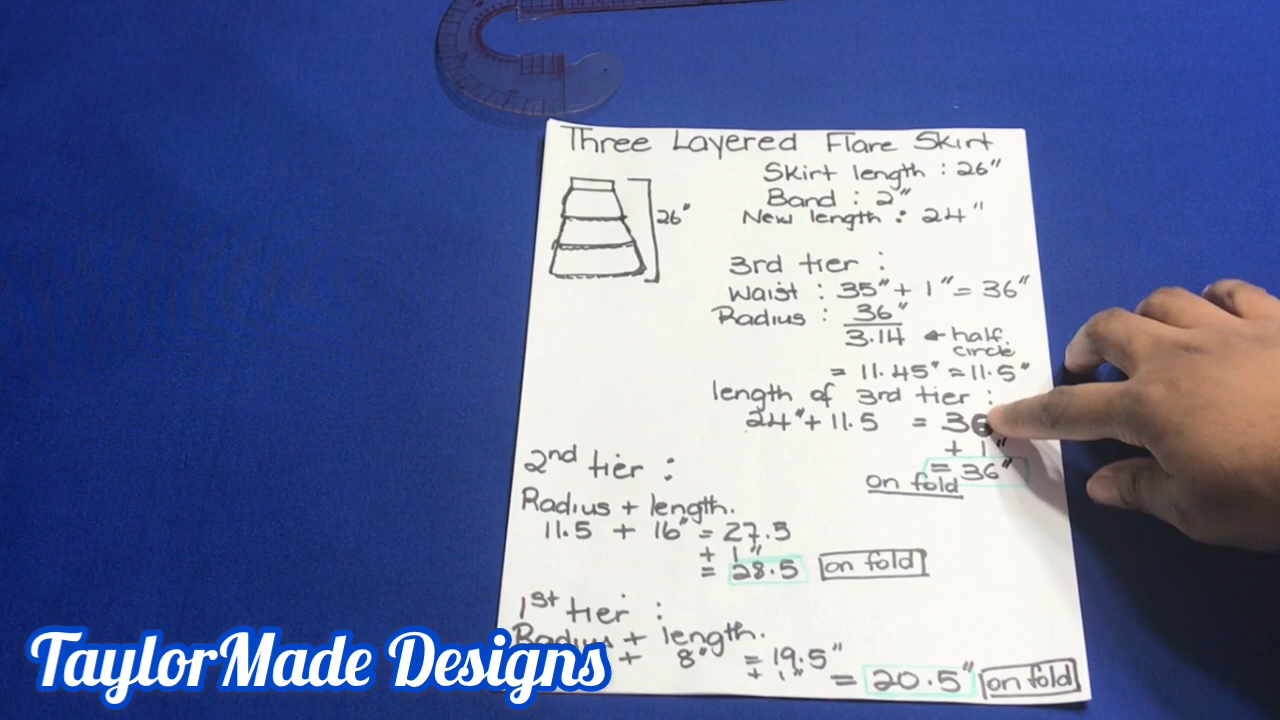 Three Layered Flare Skirt
Skirt length : 26"
Band : 2"
New length : 24"
26"
3rd tier :
Waist : 35" + 1" = 36"
Radius : 36"
3.14 ← half circle
= 11.45" = 11.5"
length of 3rd tier :
24" + 11.5 = 36
+ 1"
= 36"
on fold
2nd tier :
Radius + length.
11.5 + 16" = 27.5
+ 1"
= 28.5 on fold
1st tier :
Radius + length.
+ 8" = 19.5"
+ 1" = 20.5" on fold
TaylorMade Designs